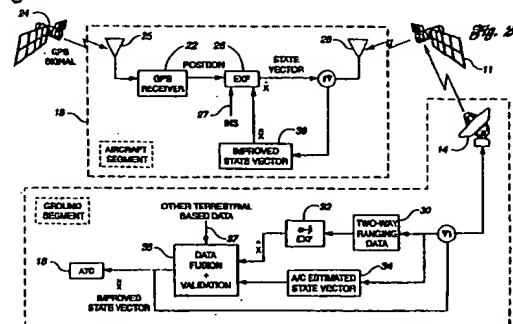 24
GPS
SIGNAL
25
22
26
28
Fig. 2
11
POSITION
STATE
VECTOR
GPS
RECEIVER
EKF
27
INS
18
38
IMPROVED
STATE VECTOR
AIRCRAFT
SEGMENT
14
GROUND
SEGMENT
OTHER TERRESTRIAL
BASED DATA
37
32
30
α-β
EKF
TWO-WAY
RANGING
DATA
36
16
ATC
DATA
FUSION
+
VALIDATION
34
A/C ESTIMATED
STATE VECTOR
IMPROVED
STATE VECTOR